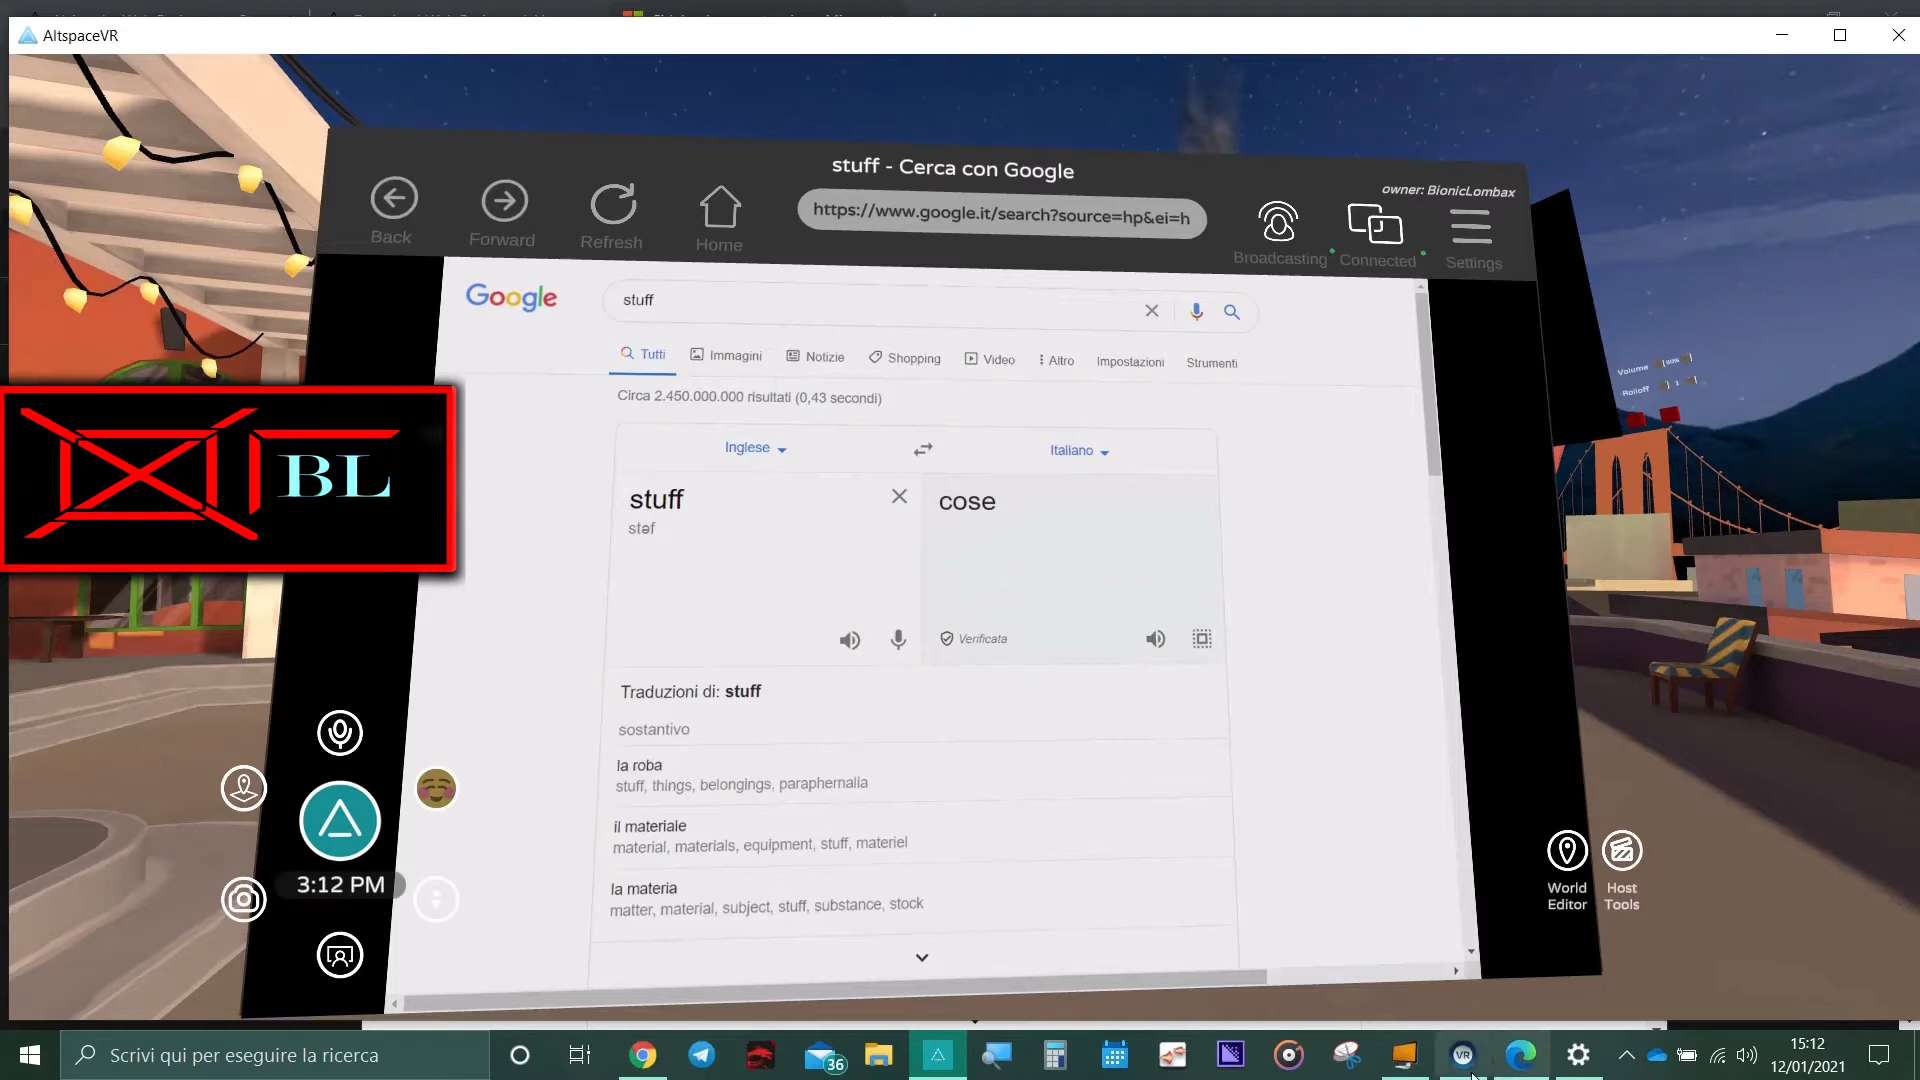 AltspaceVR
stuff - Cerca con Google
owner: BionicLombax
https://www.google.it/search?source=hp&ei=h
Back
Forward
Refresh
Home
Broadcasting
Connected
Settings
Google
stuff
Tutti
Immagini
Notizie
Shopping
Video
Altro
Impostazioni
Strumenti
Circa 2.450.000.000 risultati (0,43 secondi)
Inglese
Italiano
stuff
stəf
cose
Verificata
Traduzioni di: stuff
sostantivo
la roba
stuff, things, belongings, paraphernalia
il materiale
material, materials, equipment, stuff, materiel
la materia
matter, material, subject, stuff, substance, stock
Volume 80%
Rolloff
BL
3:12 PM
World
Editor
Host
Tools
Scrivi qui per eseguire la ricerca
36
VR
15:12
12/01/2021